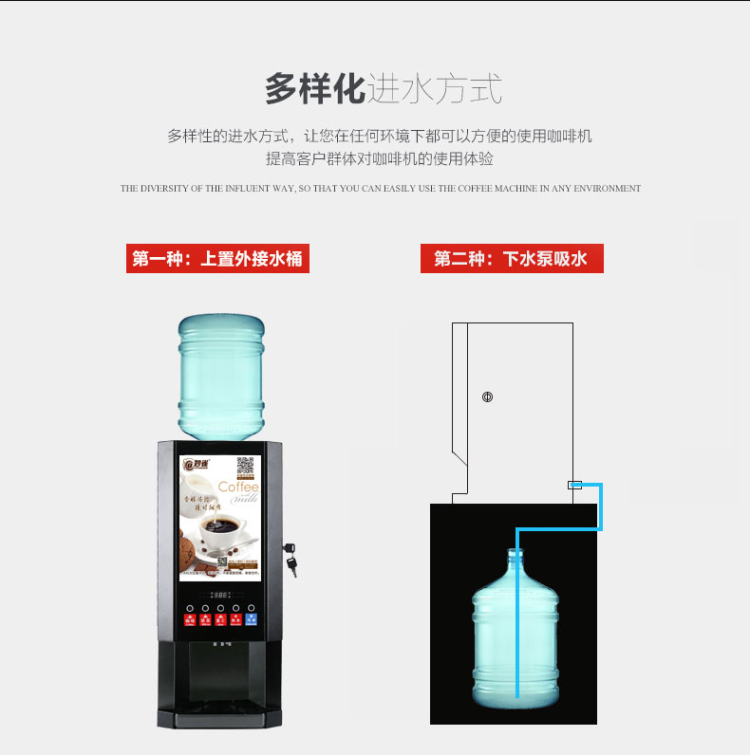 多样化进水方式
多样性的进水方式，让您在任何环境下都可以方便的使用咖啡机
提高客户群体对咖啡机的使用体验
THE DIVERSITY OF THE INFLUENT WAY, SO THAT YOU CAN EASILY USE THE COFFEE MACHINE IN ANY ENVIRONMENT
第一种：上置外接水桶
第二种：下水泵吸水
Coffee
milk